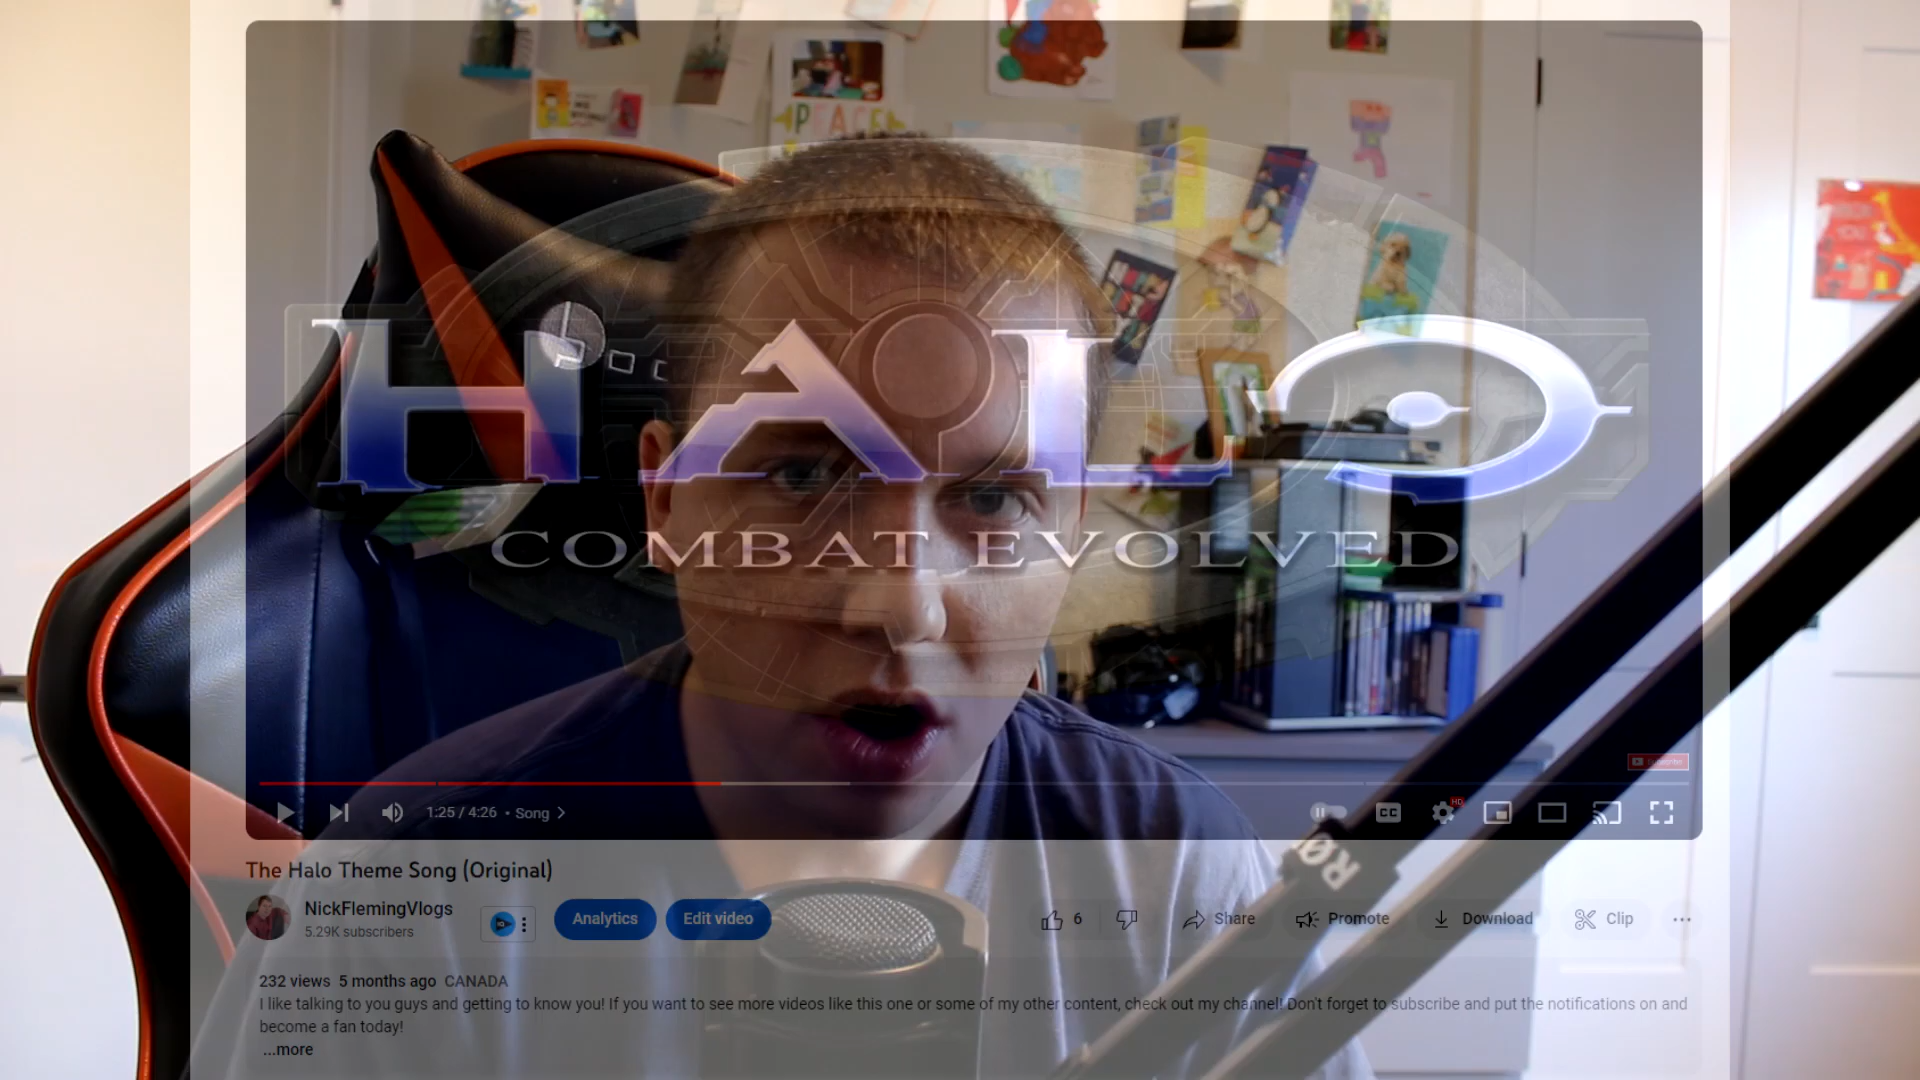 PEACE
HALO
COMBAT EVOLVED
Subscribe
1:25 / 4:26 • Song
CC
HD
RØ
The Halo Theme Song (Original)
NickFlemingVlogs
5.29K subscribers
Analytics
Edit video
6
Share
Promote
Download
Clip
232 views 5 months ago CANADA
I like talking to you guys and getting to know you! If you want to see more videos like this one or some of my other content, check out my channel! Don't forget to subscribe and put the notifications on and
become a fan today!
...more